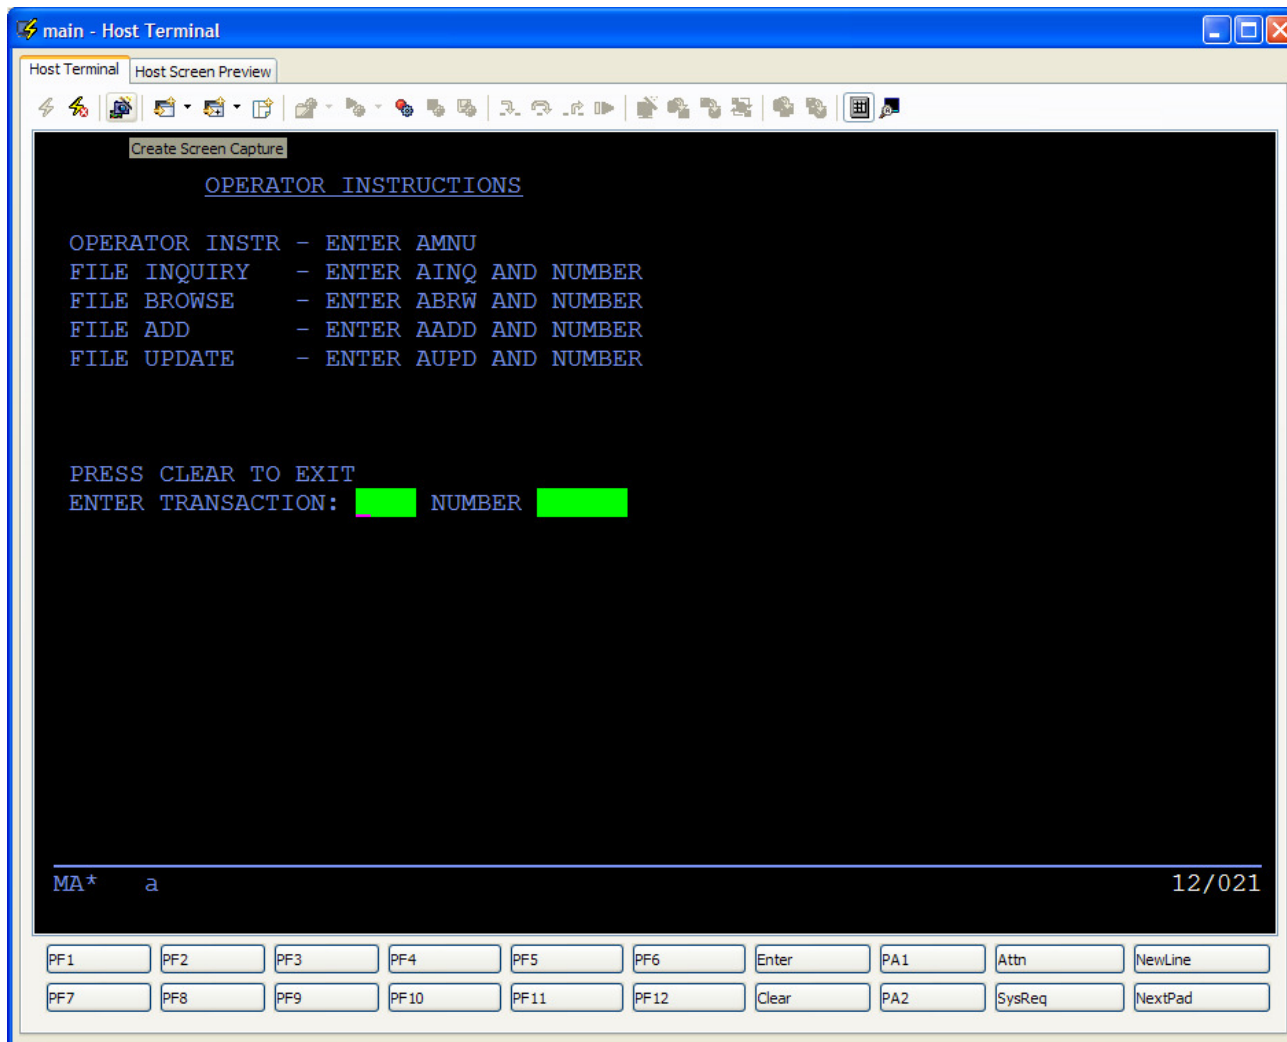 main - Host Terminal
Host Terminal Host Screen Preview
Create Screen Capture
OPERATOR INSTRUCTIONS
OPERATOR INSTR - ENTER AMNU
FILE INQUIRY - ENTER AINQ AND NUMBER
FILE BROWSE - ENTER ABRW AND NUMBER
FILE ADD - ENTER AADD AND NUMBER
FILE UPDATE - ENTER AUPD AND NUMBER
PRESS CLEAR TO EXIT
ENTER TRANSACTION: NUMBER
MA* a 12/021
PF1 PF2 PF3 PF4 PF5 PF6 Enter PA1 Attn NewLine
PF7 PF8 PF9 PF10 PF11 PF12 Clear PA2 SysReq NextPad